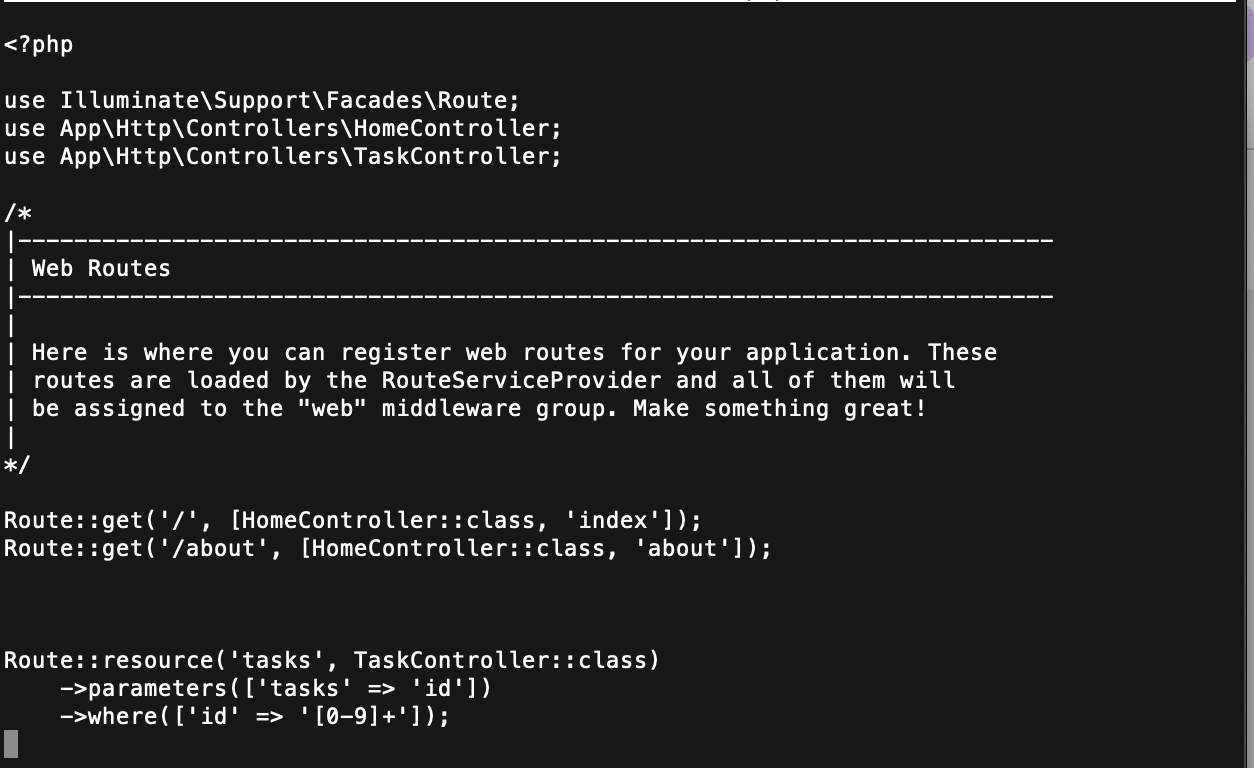 <?php
use Illuminate\Support\Facades\Route;
use App\Http\Controllers\HomeController;
use App\Http\Controllers\TaskController;
/*
|--------------------------------------------------------------------------
| Web Routes
|--------------------------------------------------------------------------
|
| Here is where you can register web routes for your application. These
| routes are loaded by the RouteServiceProvider and all of them will
| be assigned to the "web" middleware group. Make something great!
|
*/
Route::get('/', [HomeController::class, 'index']);
Route::get('/about', [HomeController::class, 'about']);
Route::resource('tasks', TaskController::class)
    ->parameters(['tasks' => 'id'])
    ->where(['id' => '[0-9]+']);